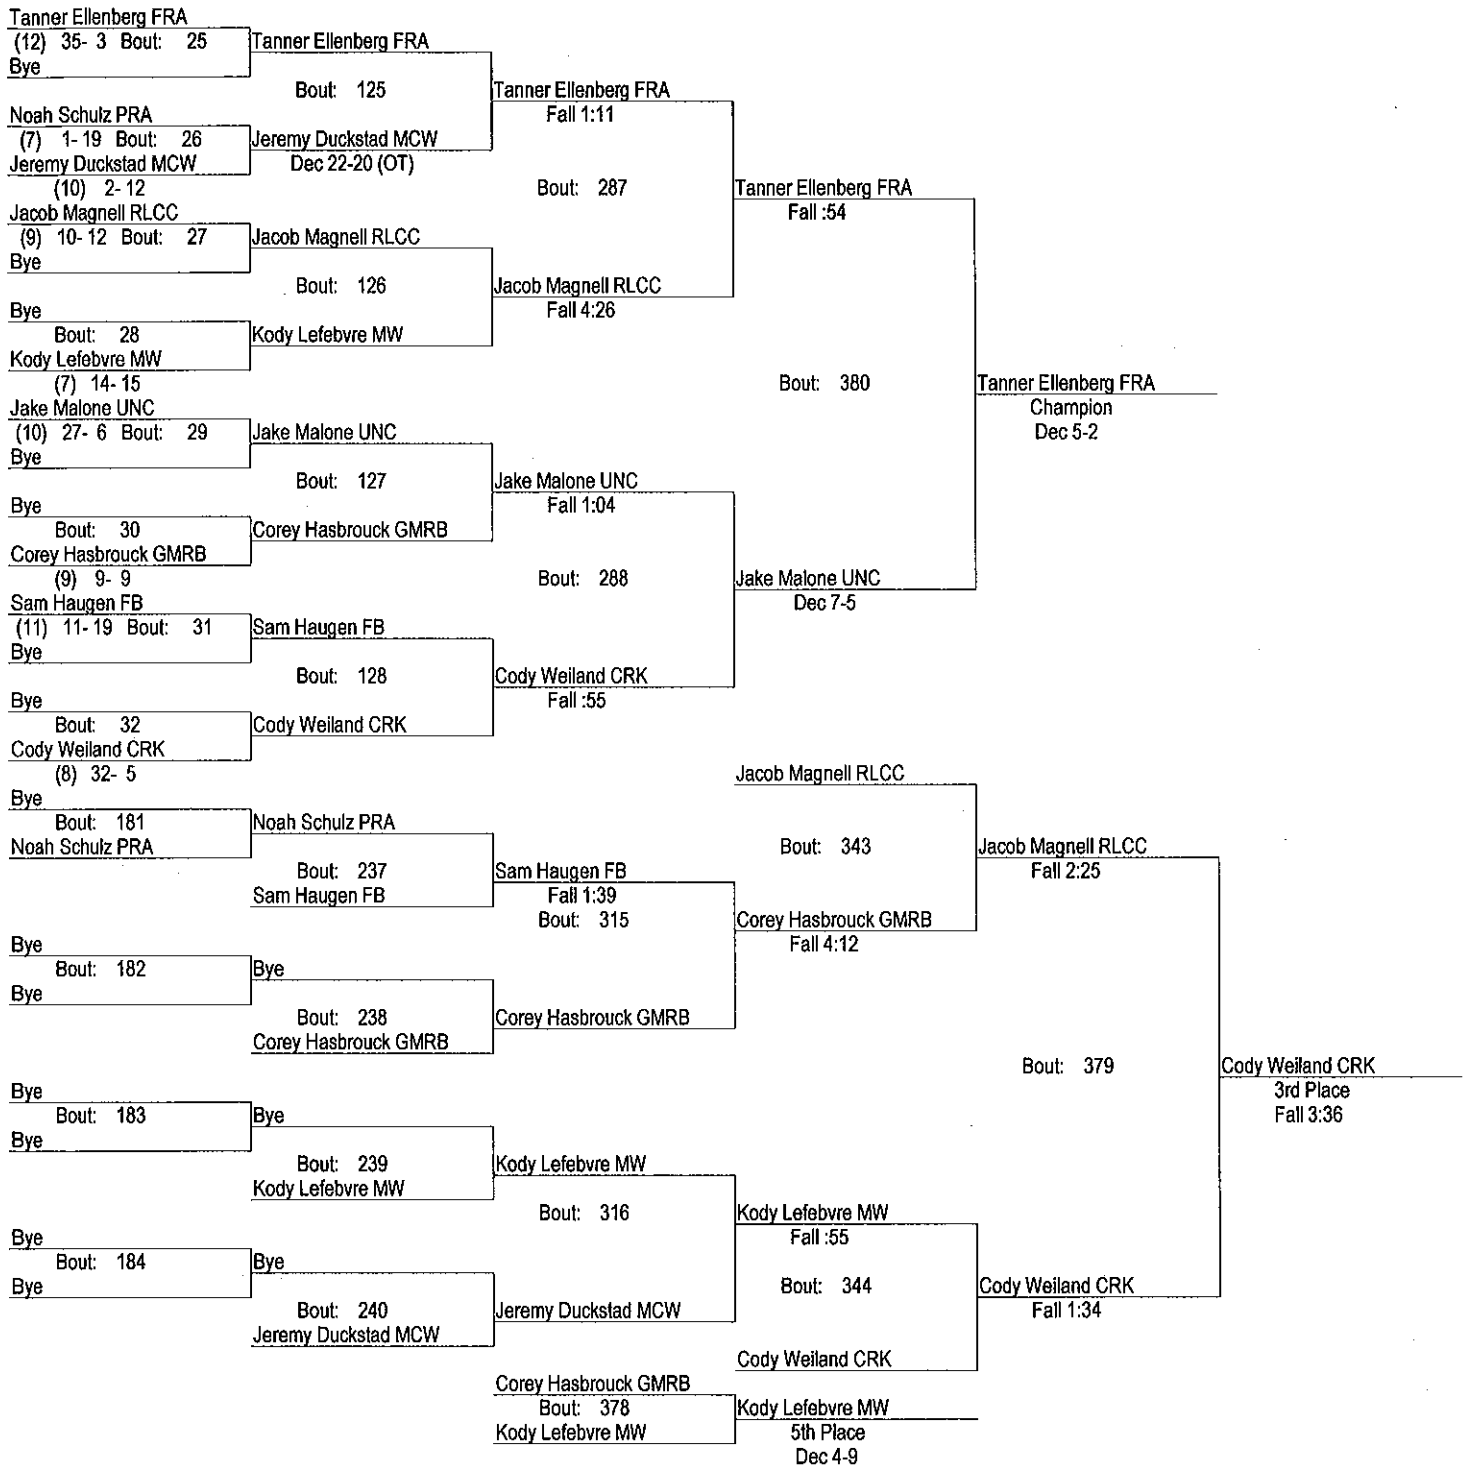 Tanner Ellenberg FRA
(12) 35- 3 Bout: 25
Bye
Tanner Ellenberg FRA
Bout: 125
Tanner Ellenberg FRA
Fall 1:11
Noah Schulz PRA
(7) 1- 19 Bout: 26
Jeremy Duckstad MCW
(10) 2- 12
Jeremy Duckstad MCW
Dec 22-20 (OT)
Bout: 287
Tanner Ellenberg FRA
Fall :54
Jacob Magnell RLCC
(9) 10- 12 Bout: 27
Bye
Jacob Magnell RLCC
Bout: 126
Jacob Magnell RLCC
Fall 4:26
Bye
Bout: 28
Kody Lefebvre MW
(7) 14- 15
Kody Lefebvre MW
Bout: 380
Tanner Ellenberg FRA
Champion
Dec 5-2
Jake Malone UNC
(10) 27- 6 Bout: 29
Bye
Jake Malone UNC
Bout: 127
Jake Malone UNC
Fall 1:04
Bye
Bout: 30
Corey Hasbrouck GMRB
(9) 9- 9
Corey Hasbrouck GMRB
Bout: 288
Jake Malone UNC
Dec 7-5
Sam Haugen FB
(11) 11- 19 Bout: 31
Bye
Sam Haugen FB
Bout: 128
Cody Weiland CRK
Fall :55
Bye
Bout: 32
Cody Weiland CRK
(8) 32- 5
Cody Weiland CRK
Jacob Magnell RLCC
Bye
Bout: 181
Noah Schulz PRA
Noah Schulz PRA
Bout: 237
Sam Haugen FB
Sam Haugen FB
Fall 1:39
Bout: 315
Bout: 343
Jacob Magnell RLCC
Fall 2:25
Corey Hasbrouck GMRB
Fall 4:12
Bye
Bout: 182
Bye
Bye
Bout: 238
Corey Hasbrouck GMRB
Corey Hasbrouck GMRB
Bout: 379
Cody Weiland CRK
3rd Place
Fall 3:36
Bye
Bout: 183
Bye
Bye
Bout: 239
Kody Lefebvre MW
Kody Lefebvre MW
Bout: 316
Kody Lefebvre MW
Fall :55
Bye
Bout: 184
Bye
Bye
Bout: 240
Jeremy Duckstad MCW
Jeremy Duckstad MCW
Bout: 344
Cody Weiland CRK
Fall 1:34
Cody Weiland CRK
Corey Hasbrouck GMRB
Bout: 378
Kody Lefebvre MW
Kody Lefebvre MW
5th Place
Dec 4-9